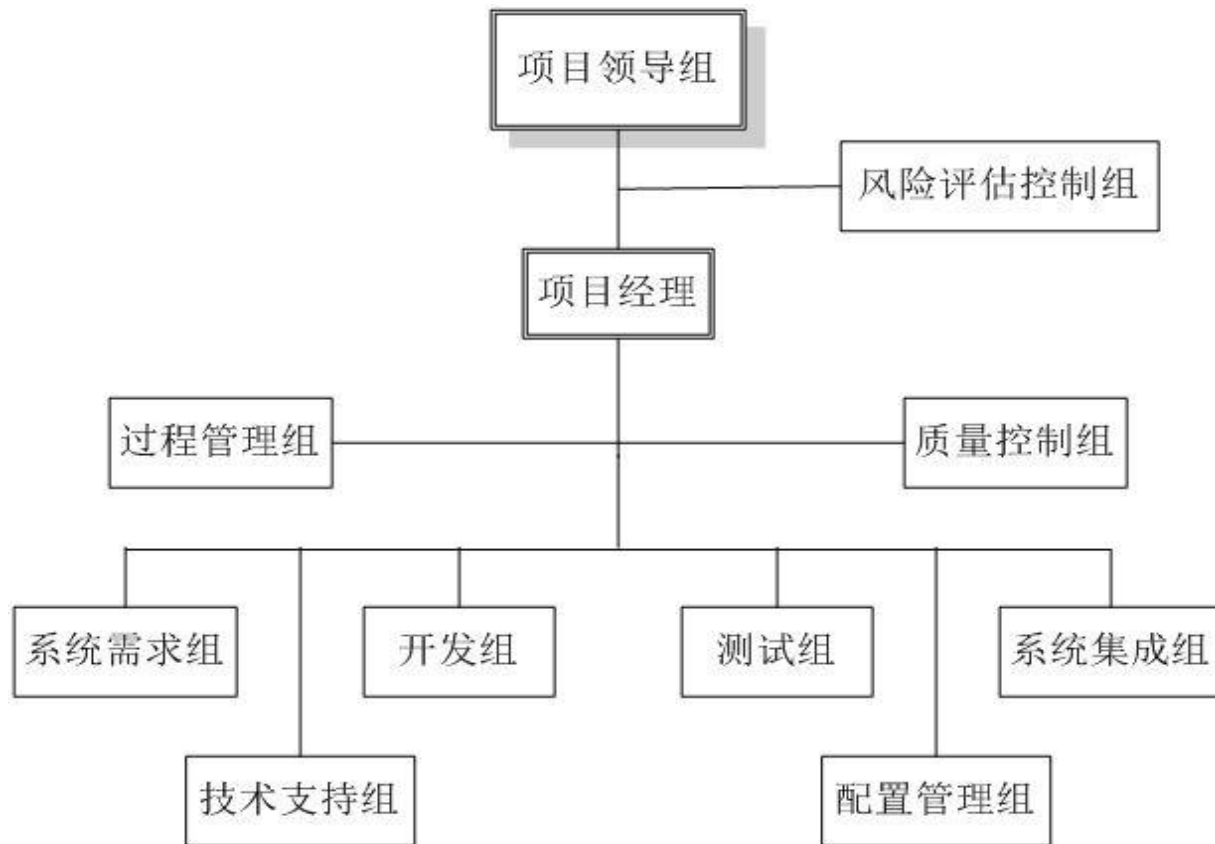 项目领导组
风险评估控制组
项目经理
过程管理组
质量控制组
系统需求组
开发组
测试组
系统集成组
技术支持组
配置管理组